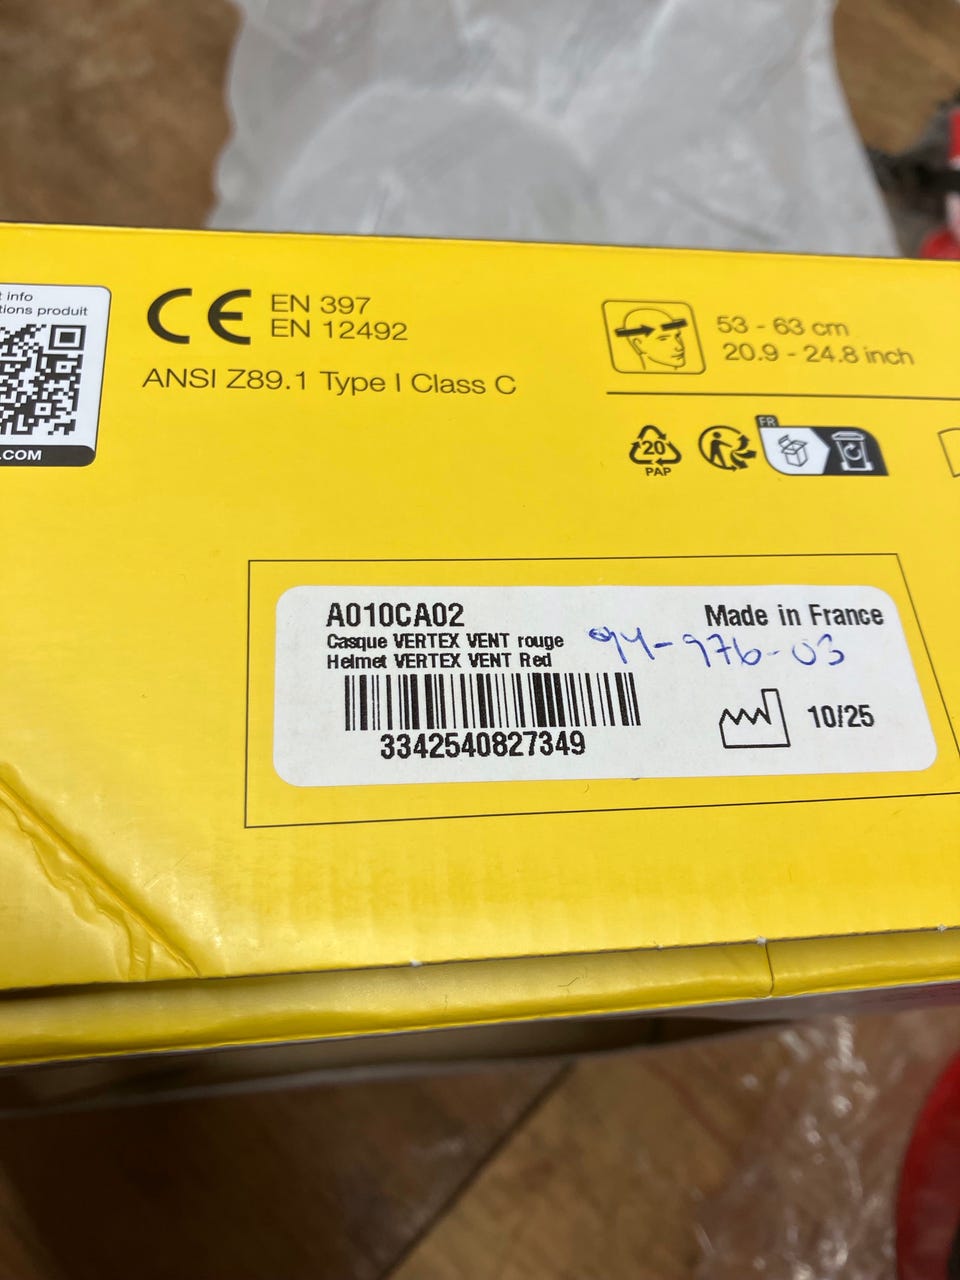 t info
tions produit
.COM
CE EN 397
EN 12492
ANSI Z89.1 Type I Class C
53 - 63 cm
20.9 - 24.8 inch
20
PAP
FR
A010CA02
Made in France
Casque VERTEX VENT rouge
Helmet VERTEX VENT Red
94-976-03
3342540827349
10/25